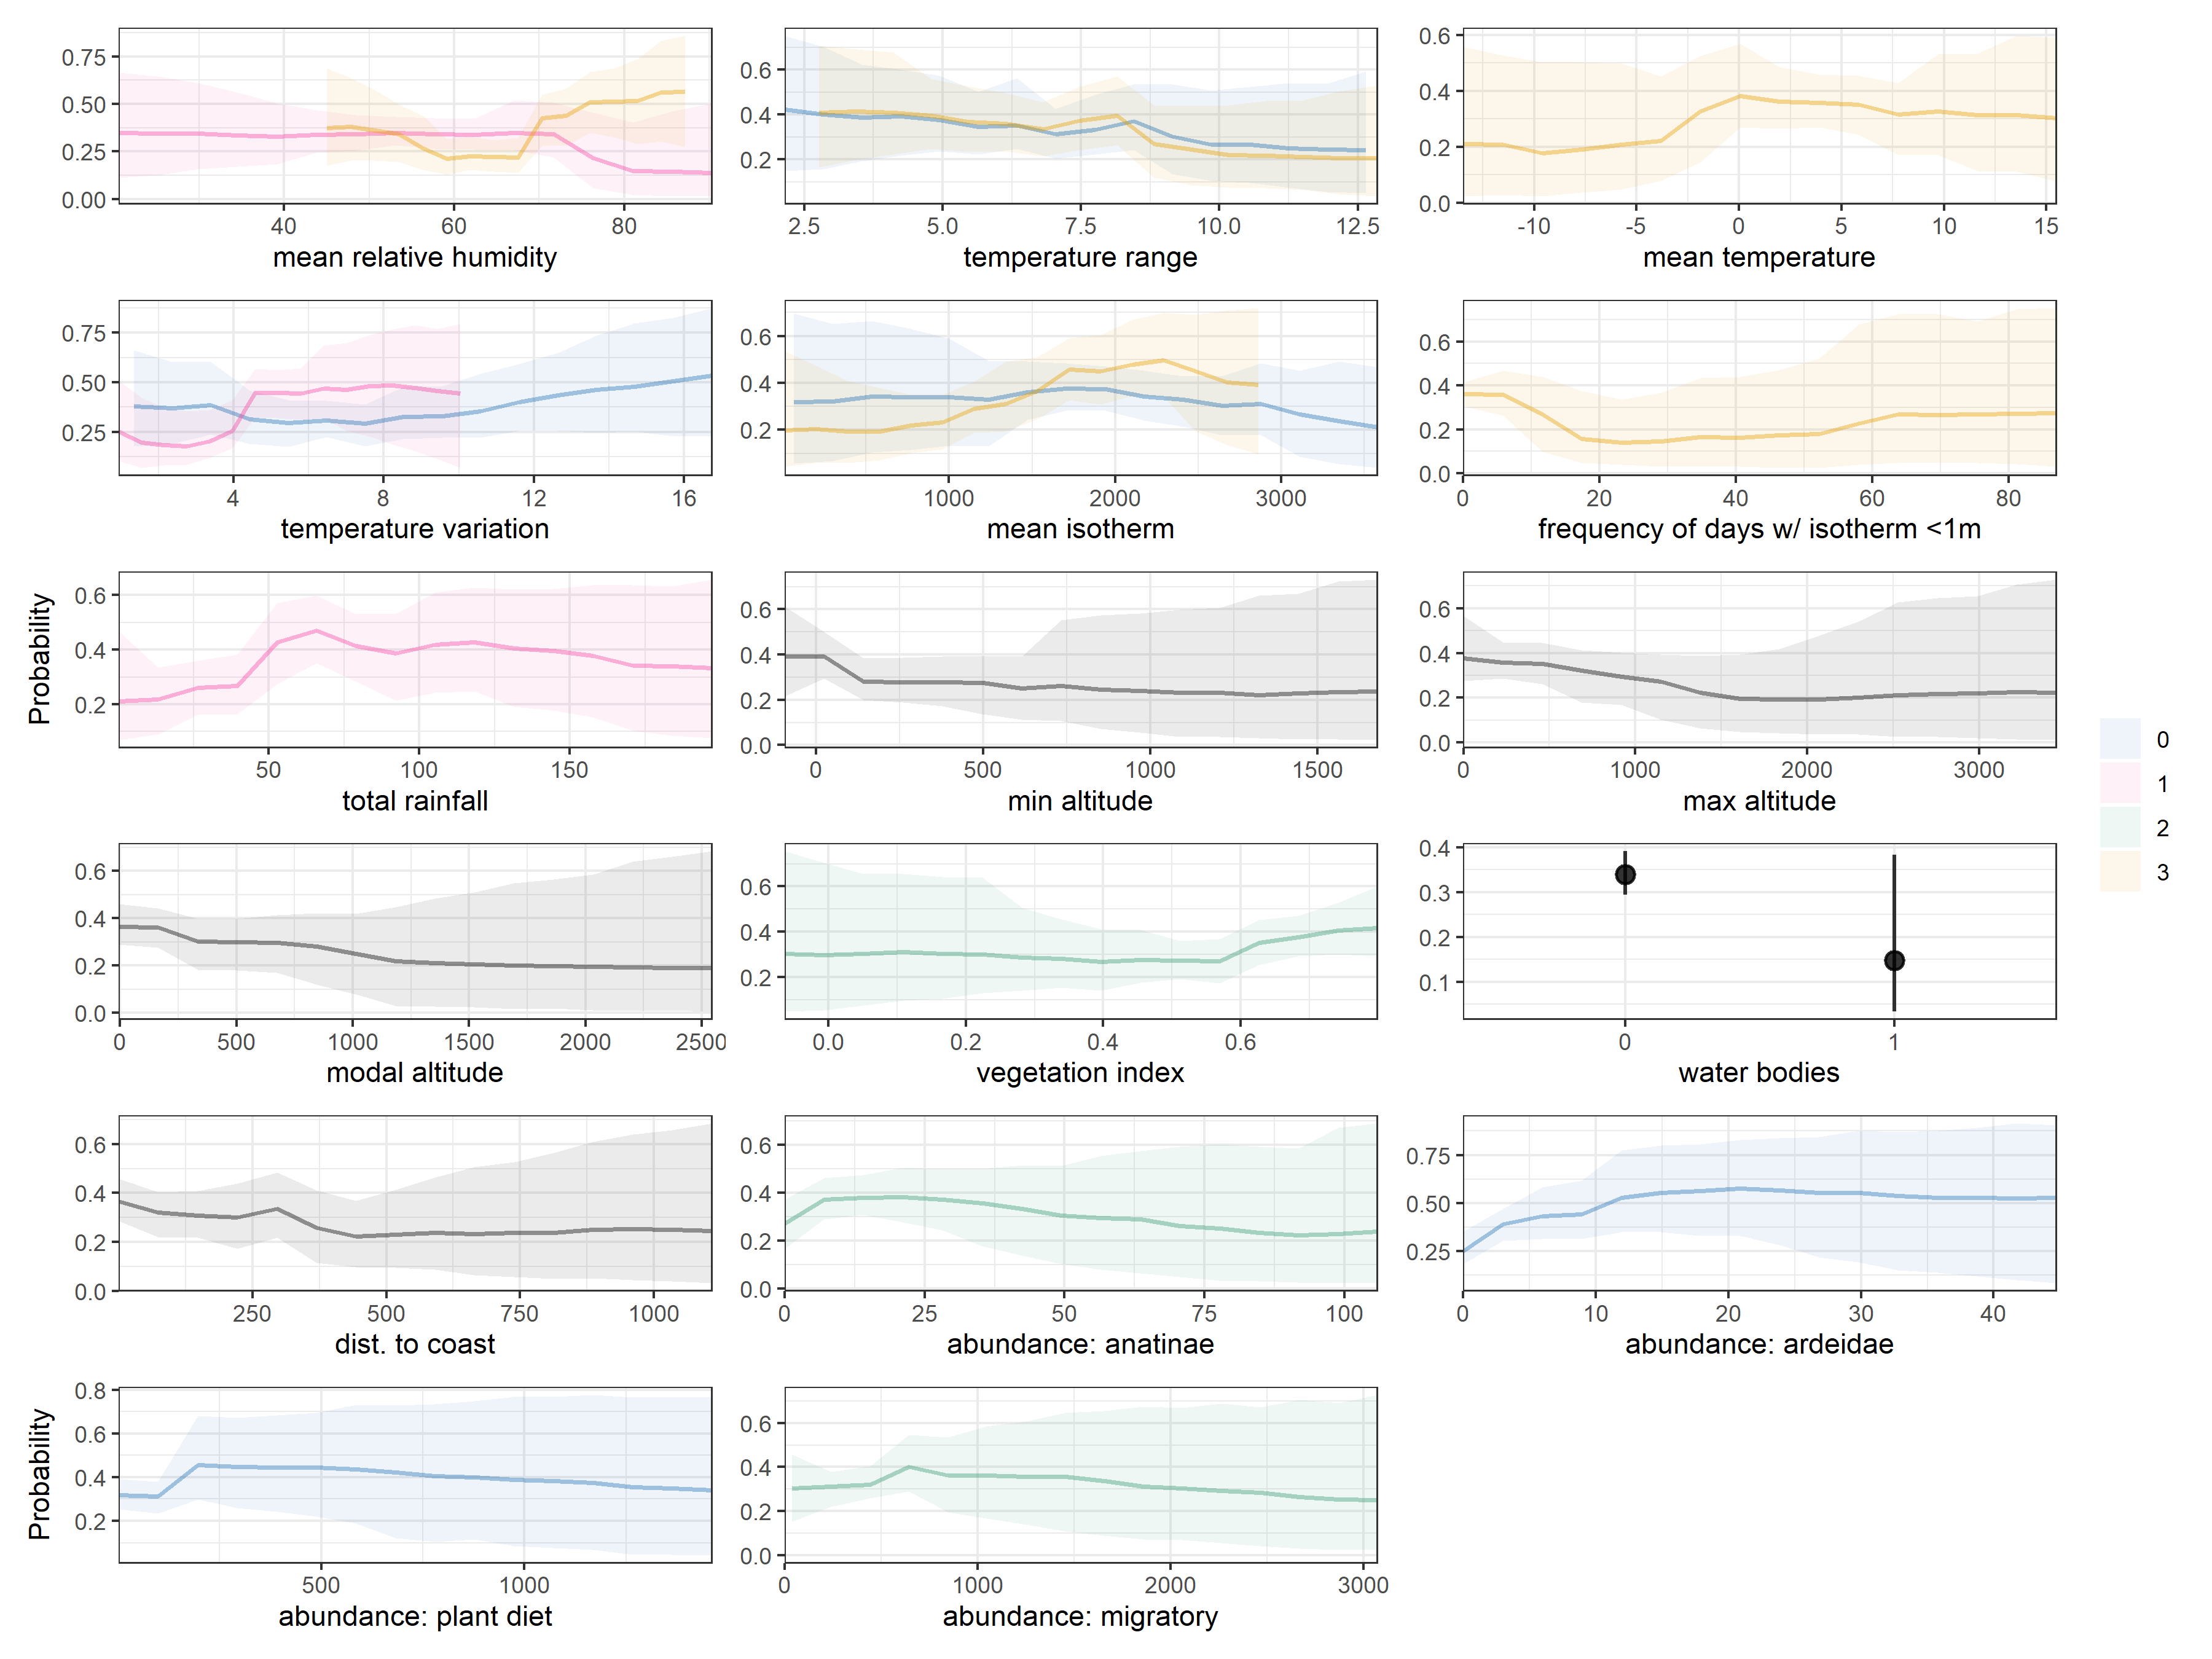 0.75
0.50
0.25
0.00
40 60 80
mean relative humidity
0.6
0.4
0.2
2.5 5.0 7.5 10.0 12.5
temperature range
0.6
0.4
0.2
0.0
-10 -5 0 5 10 15
mean temperature
0.75
0.50
0.25
4 8 12 16
temperature variation
0.6
0.4
0.2
1000 2000 3000
mean isotherm
0.6
0.4
0.2
0.0
0 20 40 60 80
frequency of days w/ isotherm <1m
Probability
0.6
0.4
0.2
50 100 150
total rainfall
0.6
0.4
0.2
0.0
0 500 1000 1500
min altitude
0.6
0.4
0.2
0.0
0 1000 2000 3000
max altitude
0
1
2
3
0.6
0.4
0.2
0.0
0 500 1000 1500 2000 2500
modal altitude
0.6
0.4
0.2
0.0 0.2 0.4 0.6
vegetation index
0.4
0.3
0.2
0.1
0 1
water bodies
0.6
0.4
0.2
0.0
250 500 750 1000
dist. to coast
0.6
0.4
0.2
0.0
0 25 50 75 100
abundance: anatinae
0.75
0.50
0.25
0 10 20 30 40
abundance: ardeidae
Probability
0.8
0.6
0.4
0.2
500 1000
abundance: plant diet
0.6
0.4
0.2
0.0
0 1000 2000 3000
abundance: migratory